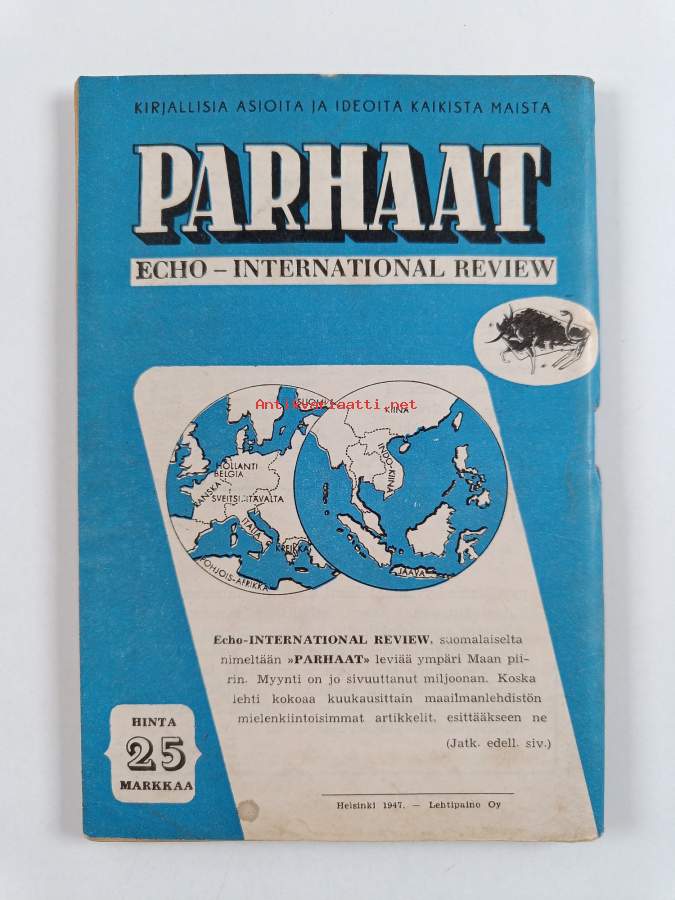 KIRJALLISIA ASIOITA JA IDEOITA KAIKISTA MAISTA
PARHAAT
ECHO – INTERNATIONAL REVIEW
SUOMI
Antikvariaatti.net
KIINA
HOLLANTI
BELGIA
RANSKA
SVEITSI
ITÄVALTA
ITALIA
KREIKKA
POHJOIS-AFRIKKA
INDO-KIINA
JAAVA
Echo-INTERNATIONAL REVIEW, suomalaiselta
nimeltään »PARHAAT» leviää ympäri Maan pii-
rin. Myynti on jo sivuuttanut miljoonan. Koska
lehti kokoaa kuukausittain maailmanlehdistön
mielenkiintoisimmat artikkelit, esittääkseen ne
(Jatk. edell. siv.)
HINTA
25
MARKKAA
Helsinki 1947. — Lehtipaino Oy